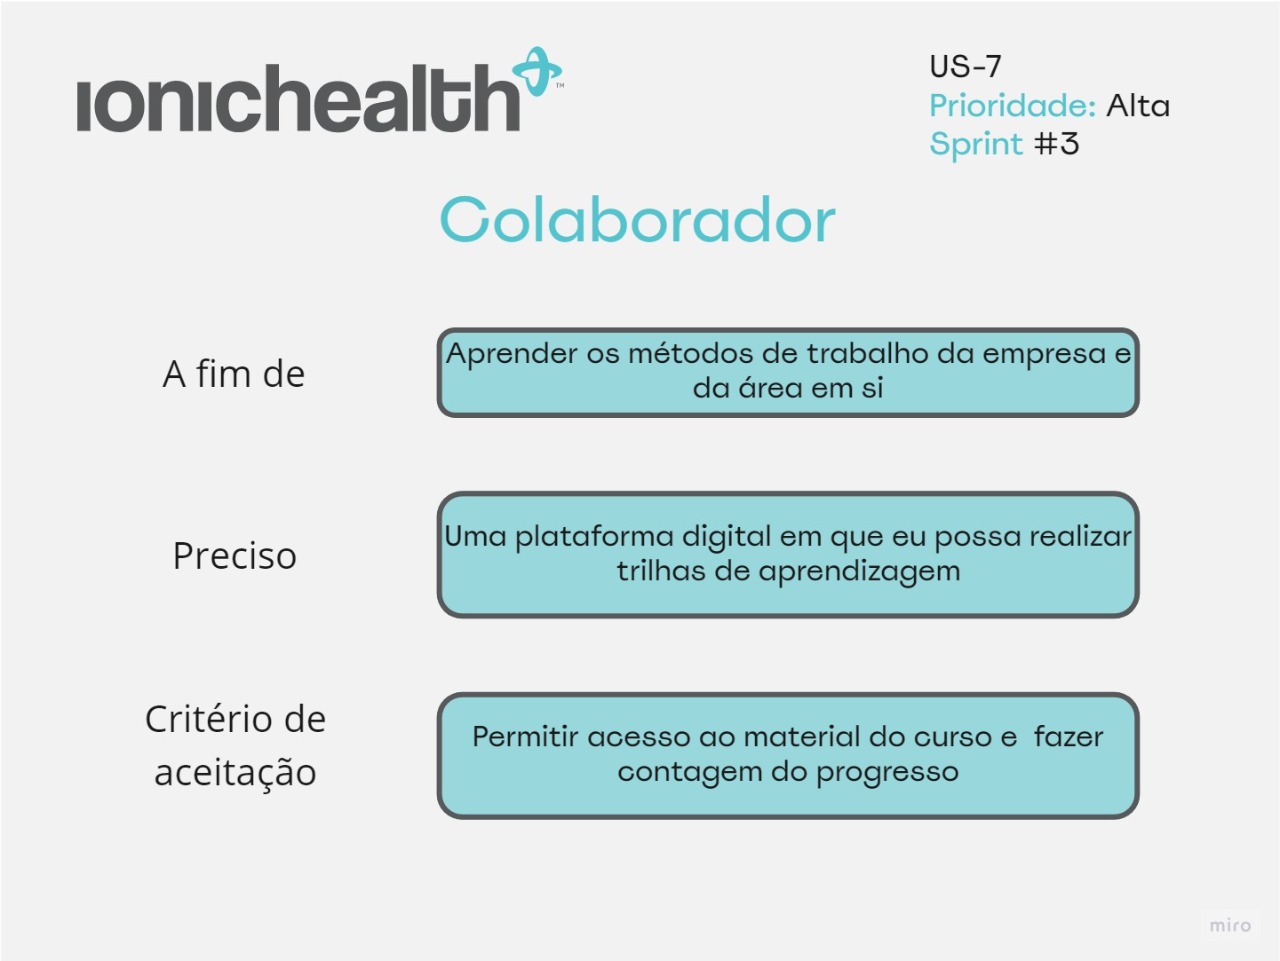 ionichealth
™
US-7
Prioridade: Alta
Sprint #3
Colaborador
A fim de
Aprender os métodos de trabalho da empresa e
da área em si
Preciso
Uma plataforma digital em que eu possa realizar
trilhas de aprendizagem
Critério de
aceitação
Permitir acesso ao material do curso e  fazer
contagem do progresso
miro